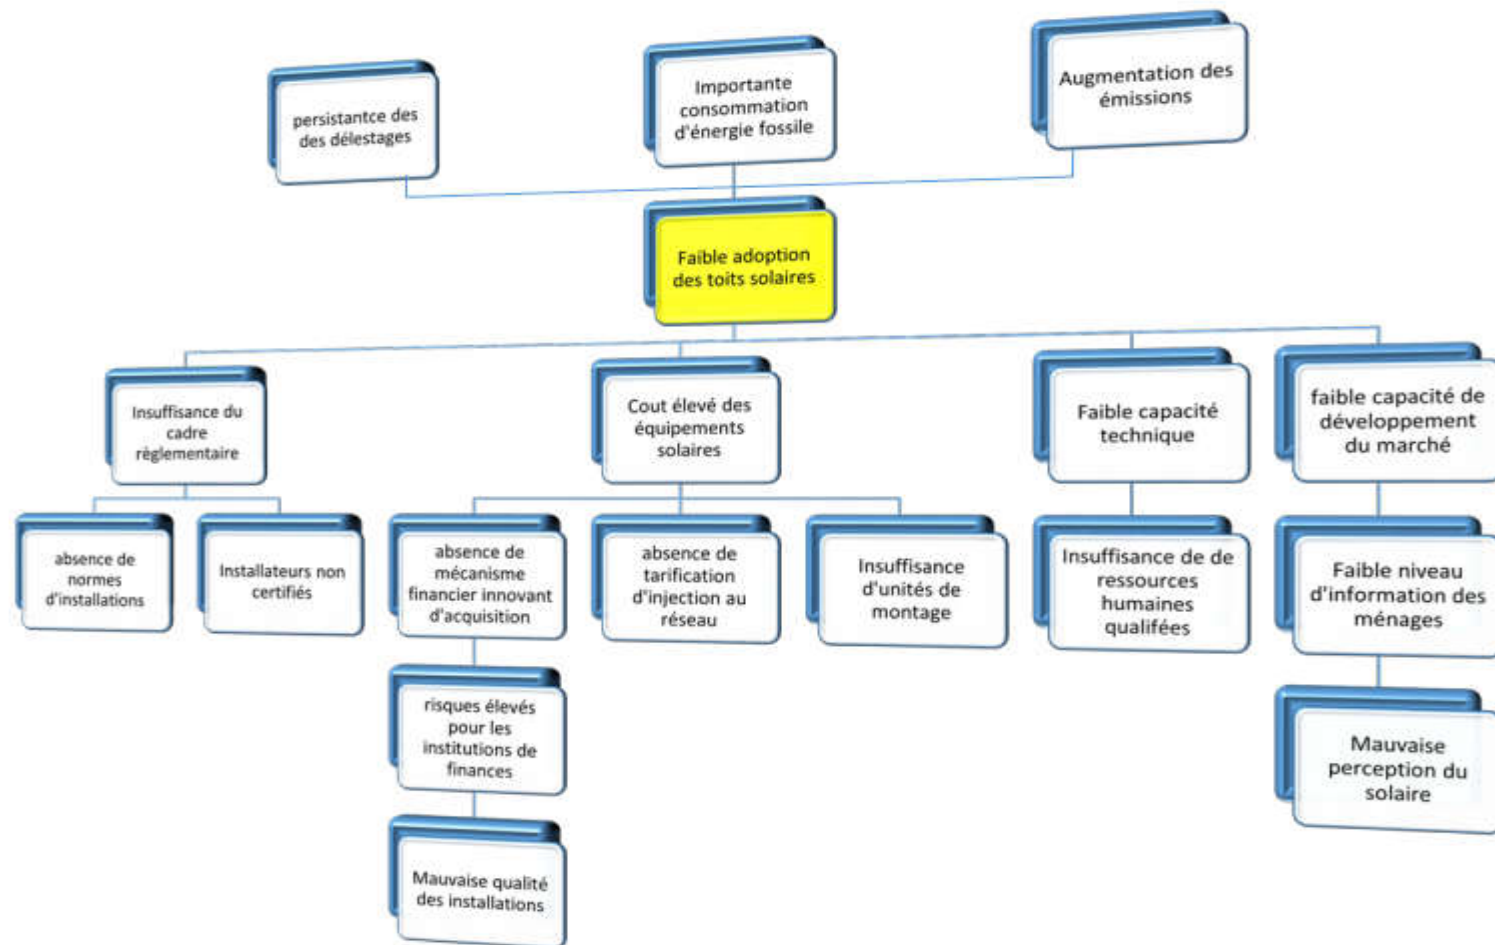 persistantce des
des délestages
Importante
consommation
d'énergie fossile
Augmentation des
émissions
Faible adoption
des toits solaires
Insuffisance du
cadre
règlementaire
Cout élevé des
équipements
solaires
Faible capacité
technique
faible capacité de
développement
du marché
absence de
normes
d'installations
Installateurs non
certifiés
absence de
mécanisme
financier innovant
d'acquisition
absence de
tarification
d'injection au
réseau
Insuffisance
d'unités de
montage
Insuffisance de de
ressources
humaines
qualifées
Faible niveau
d'information des
ménages
risques élevés
pour les
institutions de
finances
Mauvaise
perception du
solaire
Mauvaise qualité
des installations